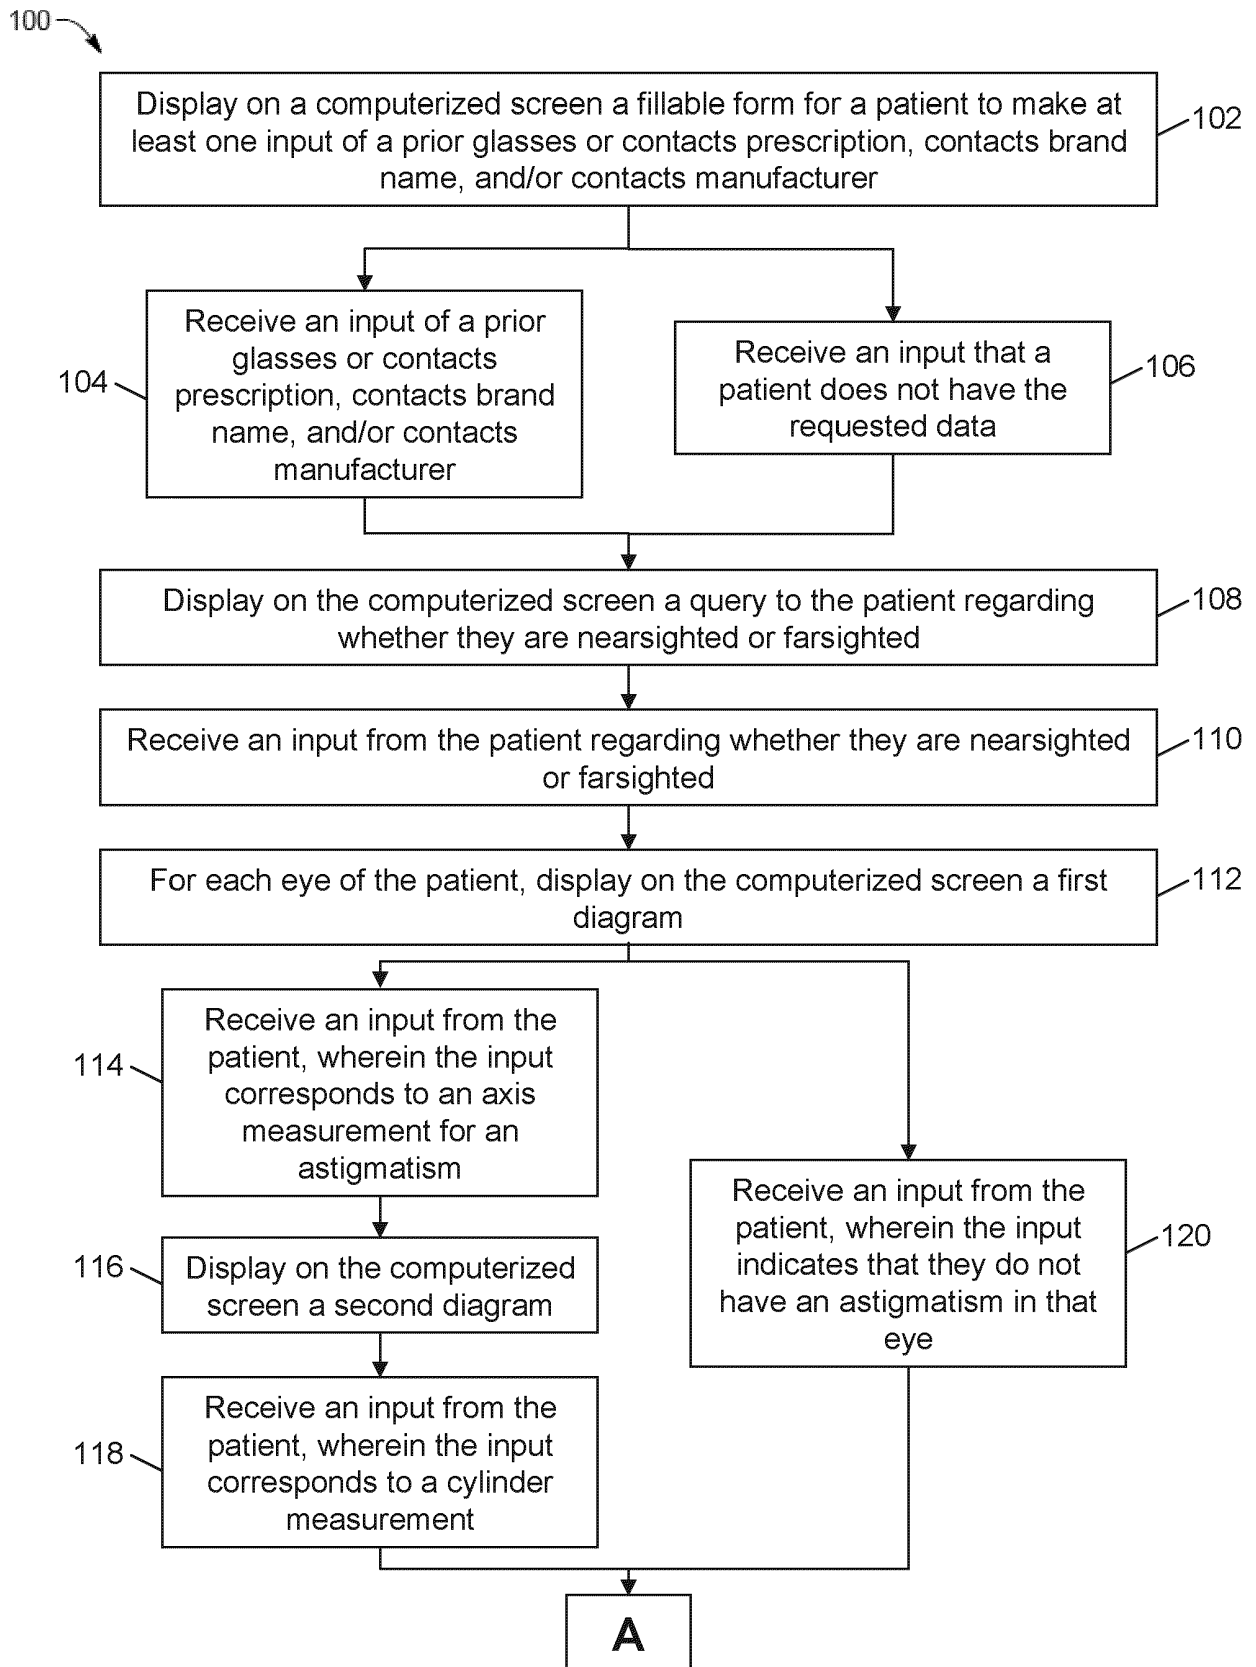 100
Display on a computerized screen a fillable form for a patient to make at
least one input of a prior glasses or contacts prescription, contacts brand
name, and/or contacts manufacturer
102
Receive an input of a prior
glasses or contacts
prescription, contacts brand
name, and/or contacts
manufacturer
104
Receive an input that a
patient does not have the
requested data
106
Display on the computerized screen a query to the patient regarding
whether they are nearsighted or farsighted
108
Receive an input from the patient regarding whether they are nearsighted
or farsighted
110
For each eye of the patient, display on the computerized screen a first
diagram
112
Receive an input from the
patient, wherein the input
corresponds to an axis
measurement for an
astigmatism
114
Display on the computerized
screen a second diagram
116
Receive an input from the
patient, wherein the input
corresponds to a cylinder
measurement
118
Receive an input from the
patient, wherein the input
indicates that they do not
have an astigmatism in that
eye
120
A